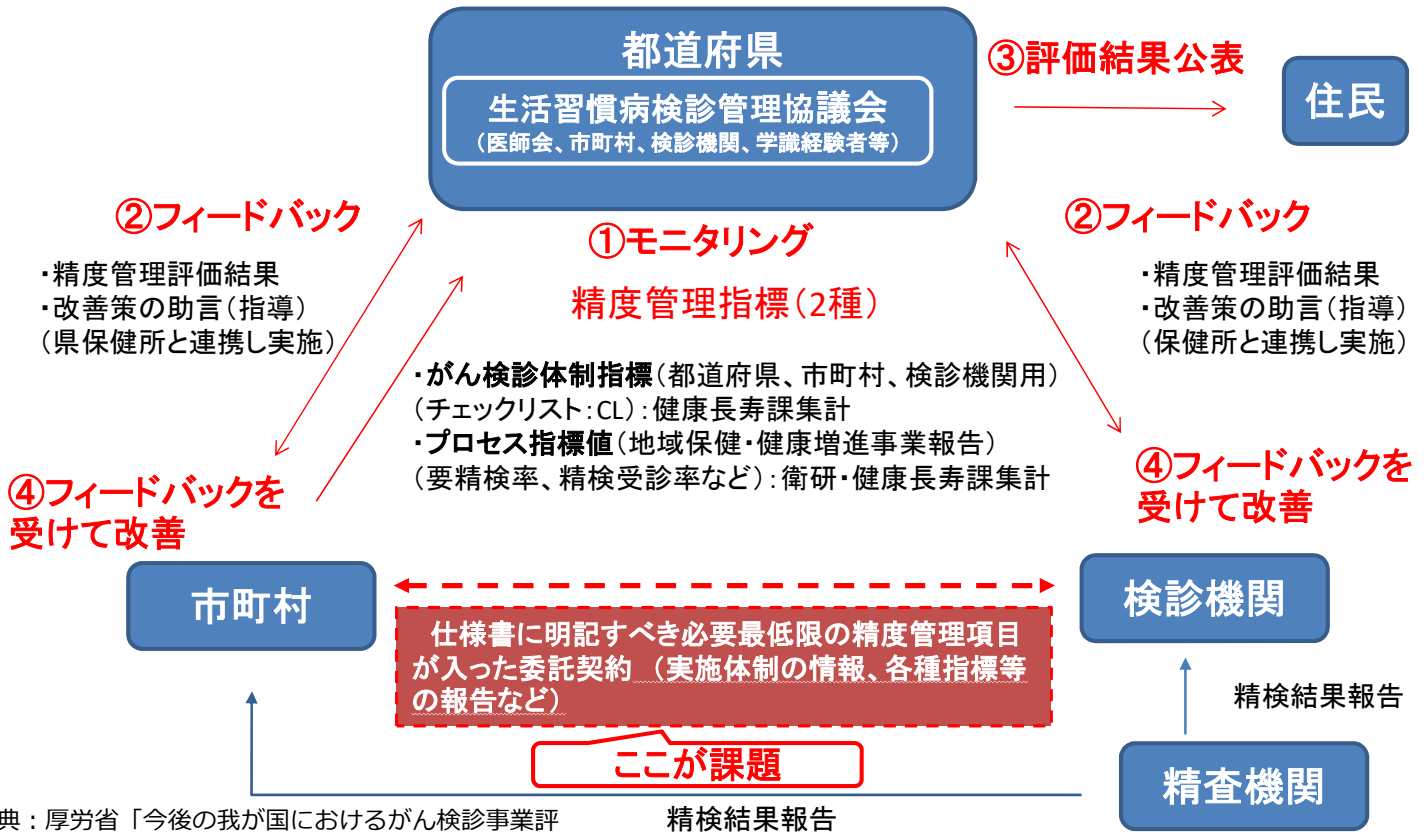 都道府県
生活習慣病検診管理協議会
（医師会、市町村、検診機関、学識経験者等）
③評価結果公表
住民
②フィードバック
・精度管理評価結果
・改善策の助言（指導）
（県保健所と連携し実施）
①モニタリング
精度管理指標（2種）
②フィードバック
・精度管理評価結果
・改善策の助言（指導）
（保健所と連携し実施）
・がん検診体制指標（都道府県、市町村、検診機関用）
（チェックリスト：CL）：健康長寿課集計
・プロセス指標値（地域保健・健康増進事業報告）
（要精検率、精検受診率など）：衛研・健康長寿課集計
④フィードバックを
受けて改善
④フィードバックを
受けて改善
市町村
検診機関
仕様書に明記すべき必要最低限の精度管理項目
が入った委託契約　（実施体制の情報、各種指標等
の報告など）
ここが課題
精検結果報告
精査機関
精検結果報告
典：厚労省「今後の我が国におけるがん検診事業評